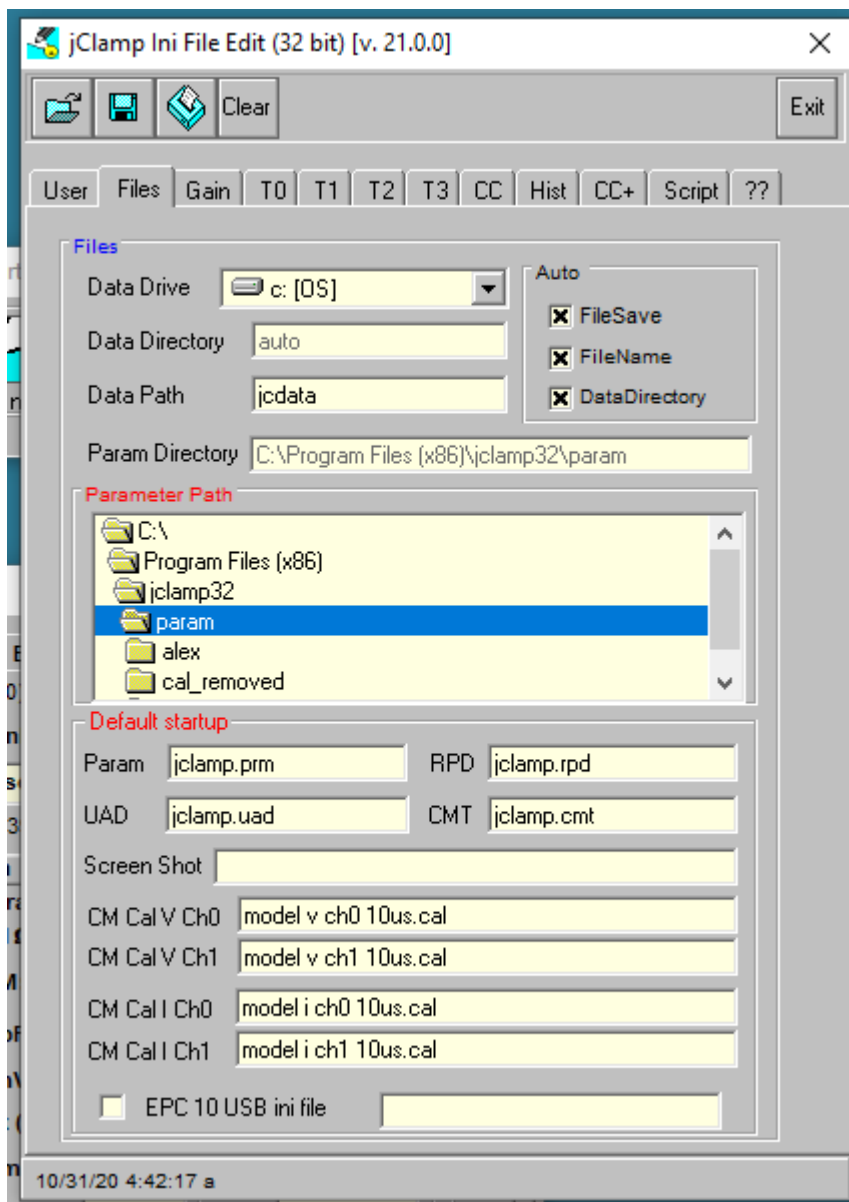 jClamp Ini File Edit (32 bit) [v. 21.0.0]
Clear
Exit
User Files Gain T0 T1 T2 T3 CC Hist CC+ Script ??
Files
Data Drive c: [OS]
Auto
FileSave
Data Directory auto
FileName
Data Path jcdata
DataDirectory
Param Directory C:\Program Files (x86)\jclamp32\param
Parameter Path
C:\
Program Files (x86)
jclamp32
param
alex
cal_removed
Default startup
Param jclamp.prm RPD jclamp.rpd
UAD jclamp.uad CMT jclamp.cmt
Screen Shot
CM Cal V Ch0 model v ch0 10us.cal
CM Cal V Ch1 model v ch1 10us.cal
CM Cal I Ch0 model i ch0 10us.cal
CM Cal I Ch1 model i ch1 10us.cal
EPC 10 USB ini file
10/31/20 4:42:17 a